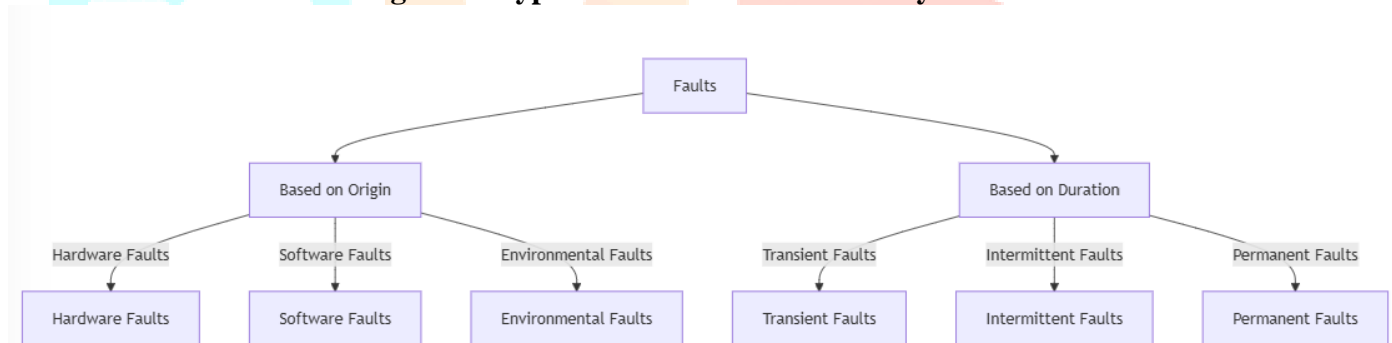 Faults
Based on Origin Based on Duration
Hardware Faults Software Faults Environmental Faults Transient Faults Intermittent Faults Permanent Faults
Hardware Faults Software Faults Environmental Faults Transient Faults Intermittent Faults Permanent Faults